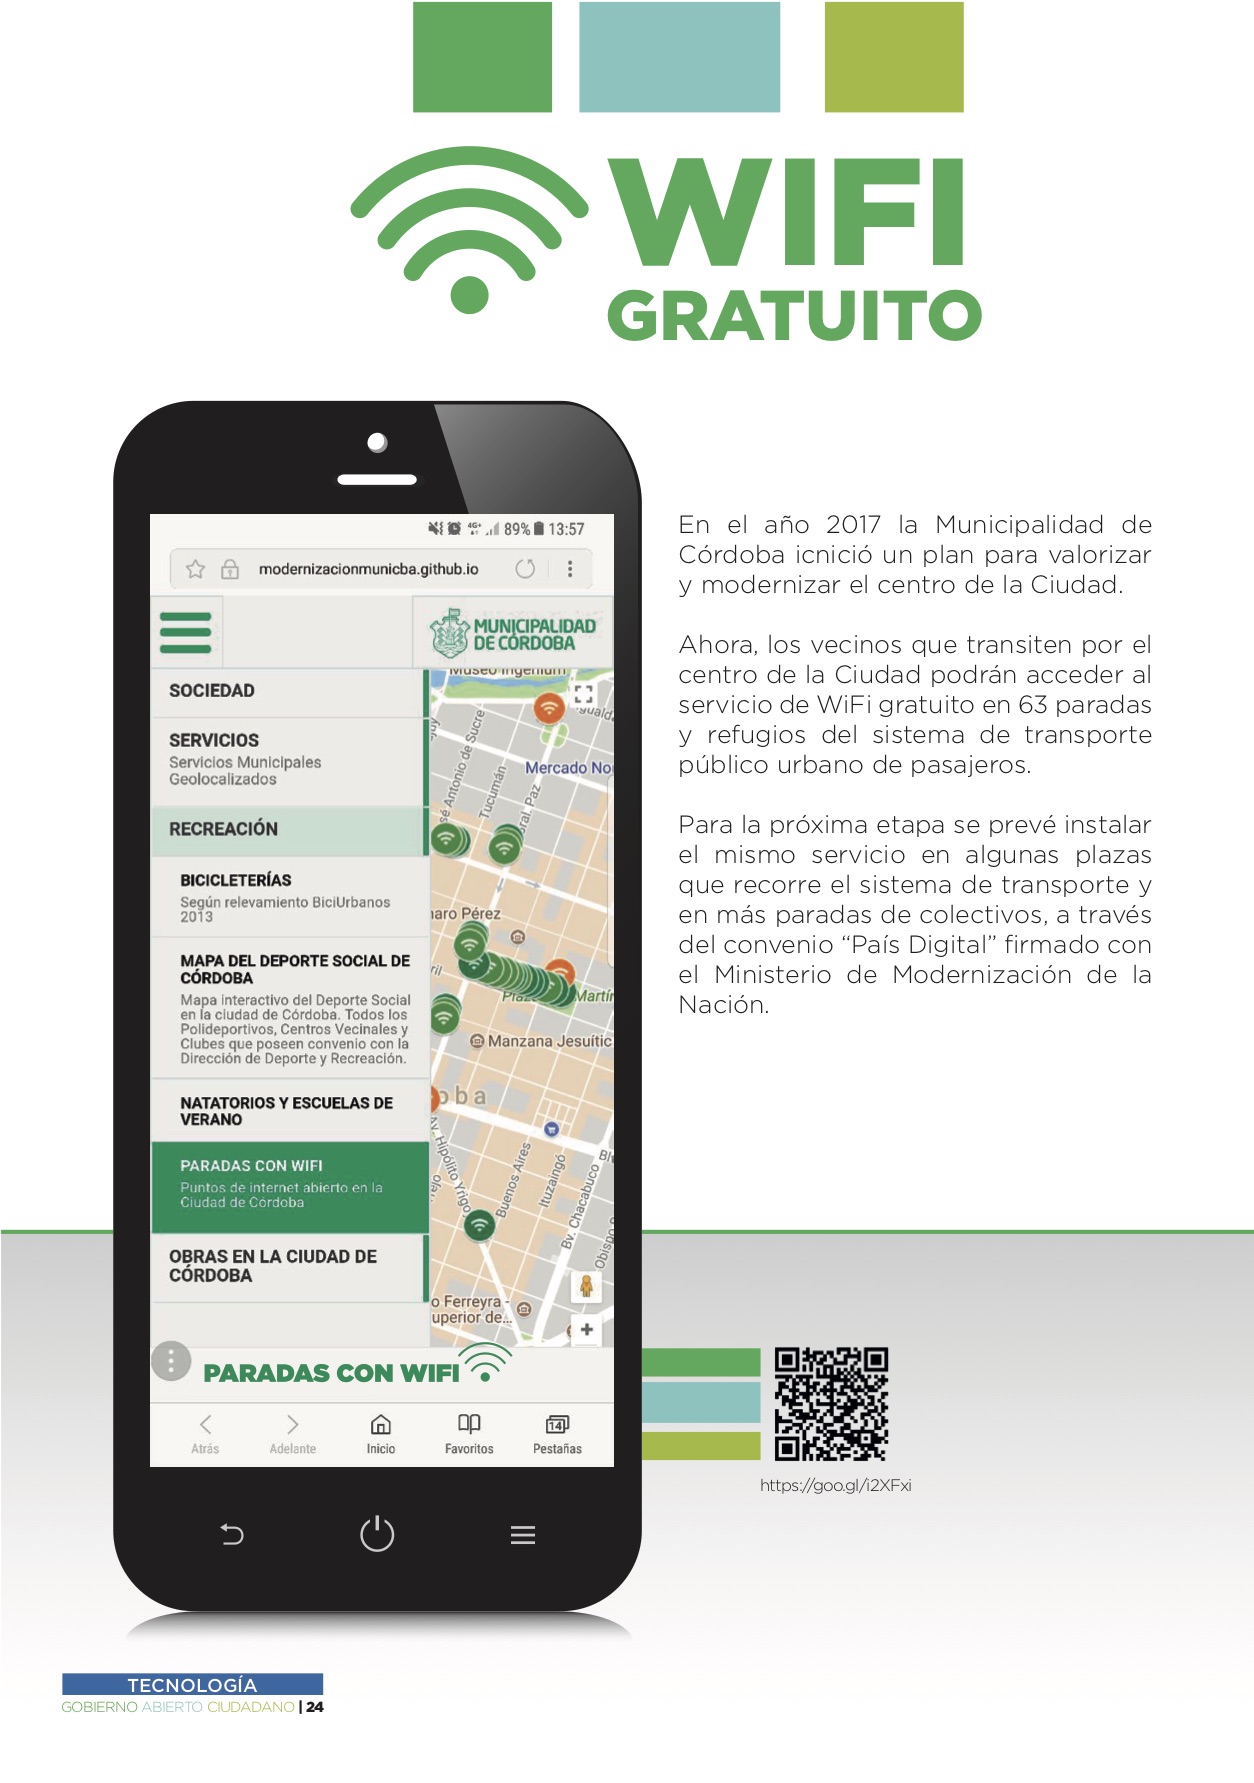 WIFI
GRATUITO
89% 13:57
modernizacionmunicba.github.io
MUNICIPALIDAD
DE CÓRDOBA
SOCIEDAD
SERVICIOS
Servicios Municipales
Geolocalizados
RECREACIÓN
BICICLETERÍAS
Según relevamiento BiciUrbanos
2013
MAPA DEL DEPORTE SOCIAL DE
CÓRDOBA
Mapa interactivo del Deporte Social
en la ciudad de Córdoba. Todos los
Polideportivos, Centros Vecinales y
Clubes que poseen convenio con la
Dirección de Deporte y Recreación.
NATATORIOS Y ESCUELAS DE
VERANO
PARADAS CON WIFI
Puntos de internet abierto en la
Ciudad de Córdoba
OBRAS EN LA CIUDAD DE
CÓRDOBA
Museo Ingenium
sé Antonio de Sucre
Tucumán
ral. Paz
Mercado No
naro Pérez
Martín
Manzana Jesuític
oba
Av. Hipólito Yrigo
Buenos Aires
Ituzaingó
Bv. Chacabuco
Obispo
o Ferreyra -
uperior de...
PARADAS CON WIFI
Atrás
Adelante
Inicio
Favoritos
14
Pestañas
En el año 2017 la Municipalidad de
Córdoba icnició un plan para valorizar
y modernizar el centro de la Ciudad.
Ahora, los vecinos que transiten por el
centro de la Ciudad podrán acceder al
servicio de WiFi gratuito en 63 paradas
y refugios del sistema de transporte
público urbano de pasajeros.
Para la próxima etapa se prevé instalar
el mismo servicio en algunas plazas
que recorre el sistema de transporte y
en más paradas de colectivos, a través
del convenio “País Digital” firmado con
el Ministerio de Modernización de la
Nación.
https://goo.gl/i2XFxi
TECNOLOGÍA
GOBIERNO ABIERTO CIUDADANO | 24